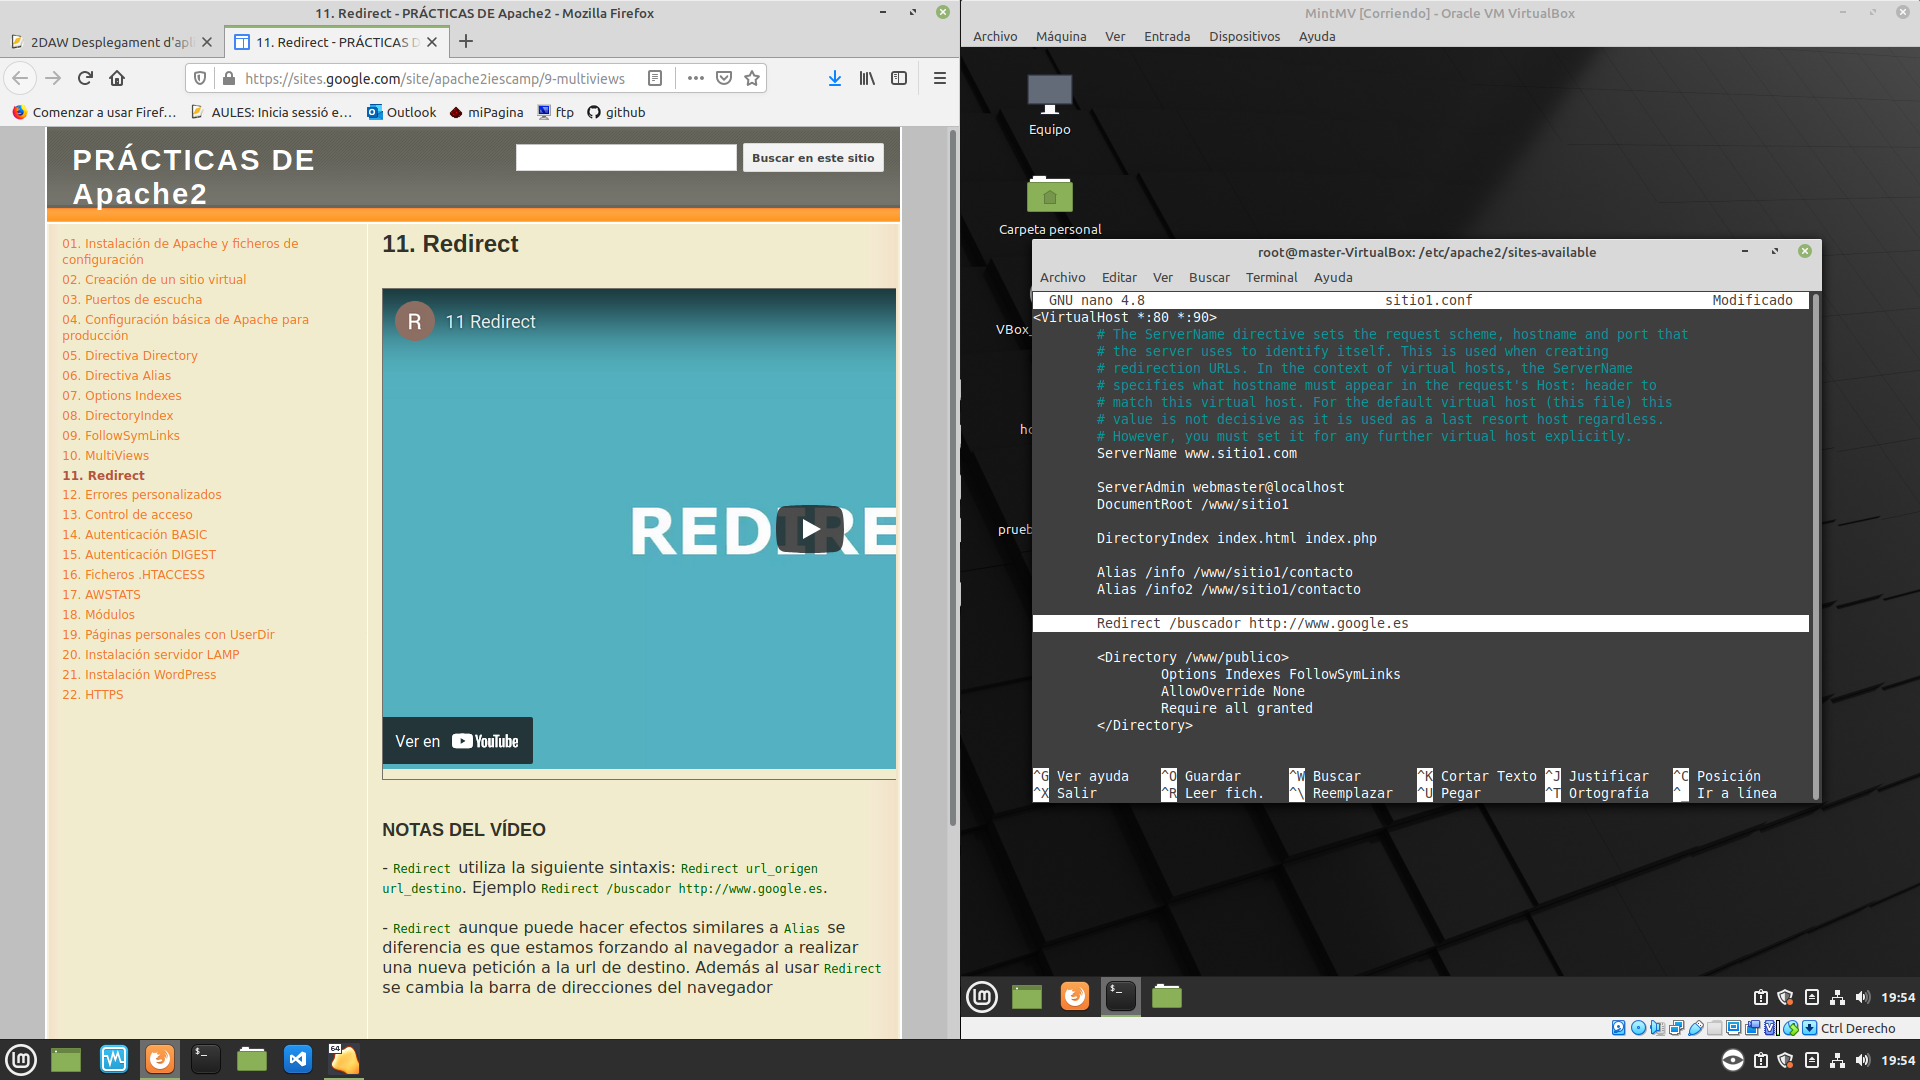 11. Redirect - PRÁCTICAS DE Apache2 - Mozilla Firefox
2DAW Desplegament d'apl
11. Redirect - PRÁCTICAS D
https://sites.google.com/site/apache2iescamp/9-multiviews
Comenzar a usar Firef…
AULES: Inicia sessió e…
Outlook
miPagina
ftp
github
PRÁCTICAS DE
Apache2
Buscar en este sitio
01. Instalación de Apache y ficheros de
configuración
02. Creación de un sitio virtual
03. Puertos de escucha
04. Configuración básica de Apache para
producción
05. Directiva Directory
06. Directiva Alias
07. Options Indexes
08. DirectoryIndex
09. FollowSymLinks
10. MultiViews
11. Redirect
12. Errores personalizados
13. Control de acceso
14. Autenticación BASIC
15. Autenticación DIGEST
16. Ficheros .HTACCESS
17. AWSTATS
18. Módulos
19. Páginas personales con UserDir
20. Instalación servidor LAMP
21. Instalación WordPress
22. HTTPS
11. Redirect
R
11 Redirect
REDIRE
Ver en YouTube
NOTAS DEL VÍDEO
- Redirect utiliza la siguiente sintaxis: Redirect url_origen
url_destino. Ejemplo Redirect /buscador http://www.google.es.
- Redirect aunque puede hacer efectos similares a Alias se
diferencia es que estamos forzando al navegador a realizar
una nueva petición a la url de destino. Además al usar Redirect
se cambia la barra de direcciones del navegador
64
MintMV [Corriendo] - Oracle VM VirtualBox
Archivo Máquina Ver Entrada Dispositivos Ayuda
Equipo
Carpeta personal
VBox_
ho
prueb
root@master-VirtualBox: /etc/apache2/sites-available
Archivo Editar Ver Buscar Terminal Ayuda
GNU nano 4.8 sitio1.conf Modificado
<VirtualHost *:80 *:90>
# The ServerName directive sets the request scheme, hostname and port that
# the server uses to identify itself. This is used when creating
# redirection URLs. In the context of virtual hosts, the ServerName
# specifies what hostname must appear in the request's Host: header to
# match this virtual host. For the default virtual host (this file) this
# value is not decisive as it is used as a last resort host regardless.
# However, you must set it for any further virtual host explicitly.
ServerName www.sitio1.com
ServerAdmin webmaster@localhost
DocumentRoot /www/sitio1
DirectoryIndex index.html index.php
Alias /info /www/sitio1/contacto
Alias /info2 /www/sitio1/contacto
Redirect /buscador http://www.google.es
<Directory /www/publico>
Options Indexes FollowSymLinks
AllowOverride None
Require all granted
</Directory>
^G Ver ayuda ^O Guardar ^W Buscar ^K Cortar Texto ^J Justificar ^C Posición
^X Salir ^R Leer fich. ^\ Reemplazar ^U Pegar ^T Ortografía ^_ Ir a línea
19:54
Ctrl Derecho
19:54